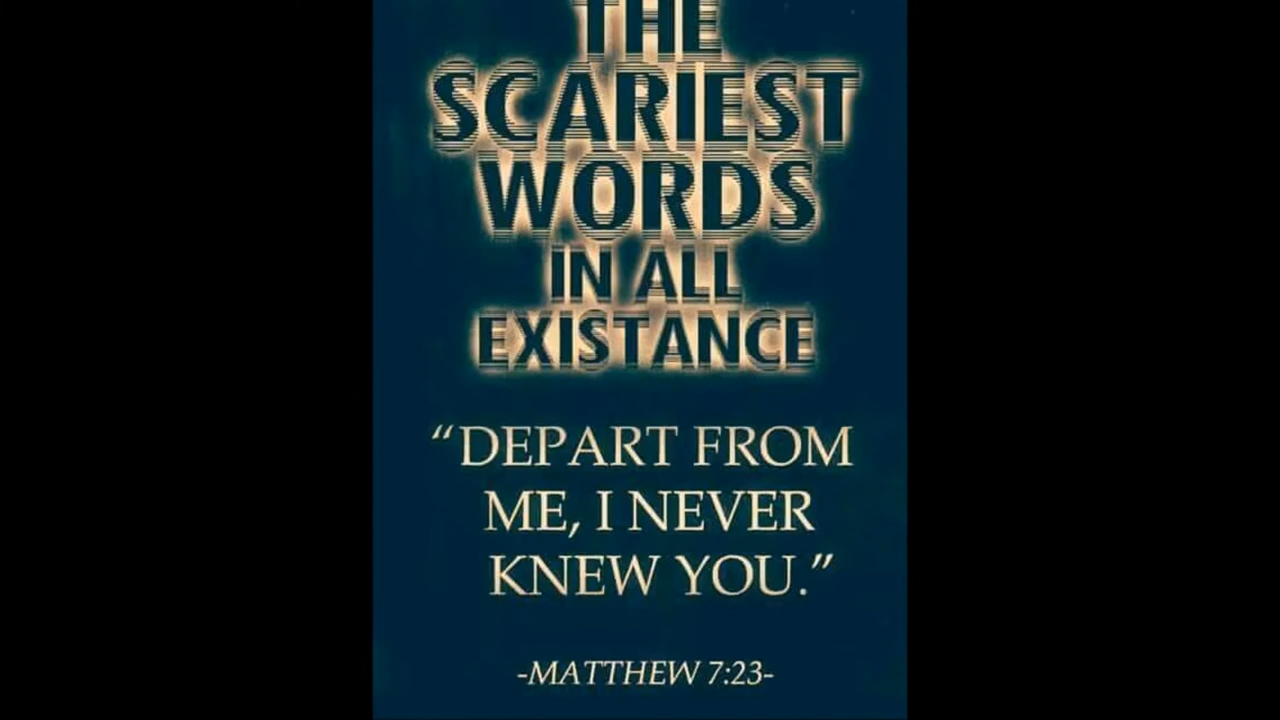 THE
SCARIEST
WORDS
IN ALL
EXISTANCE
“DEPART FROM
ME, I NEVER
KNEW YOU.”
-MATTHEW 7:23-